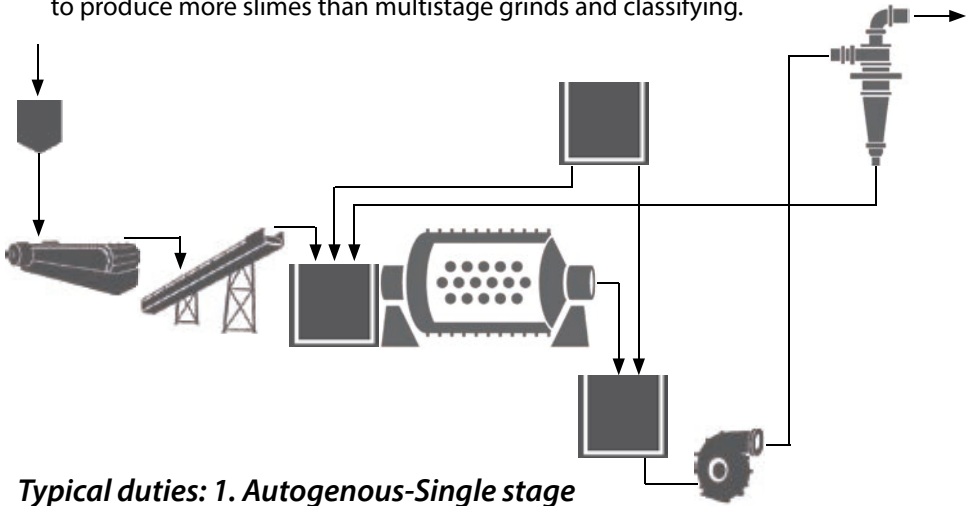 to produce more slimes than multistage grinds and classifying.
Typical duties: 1. Autogenous-Single stage